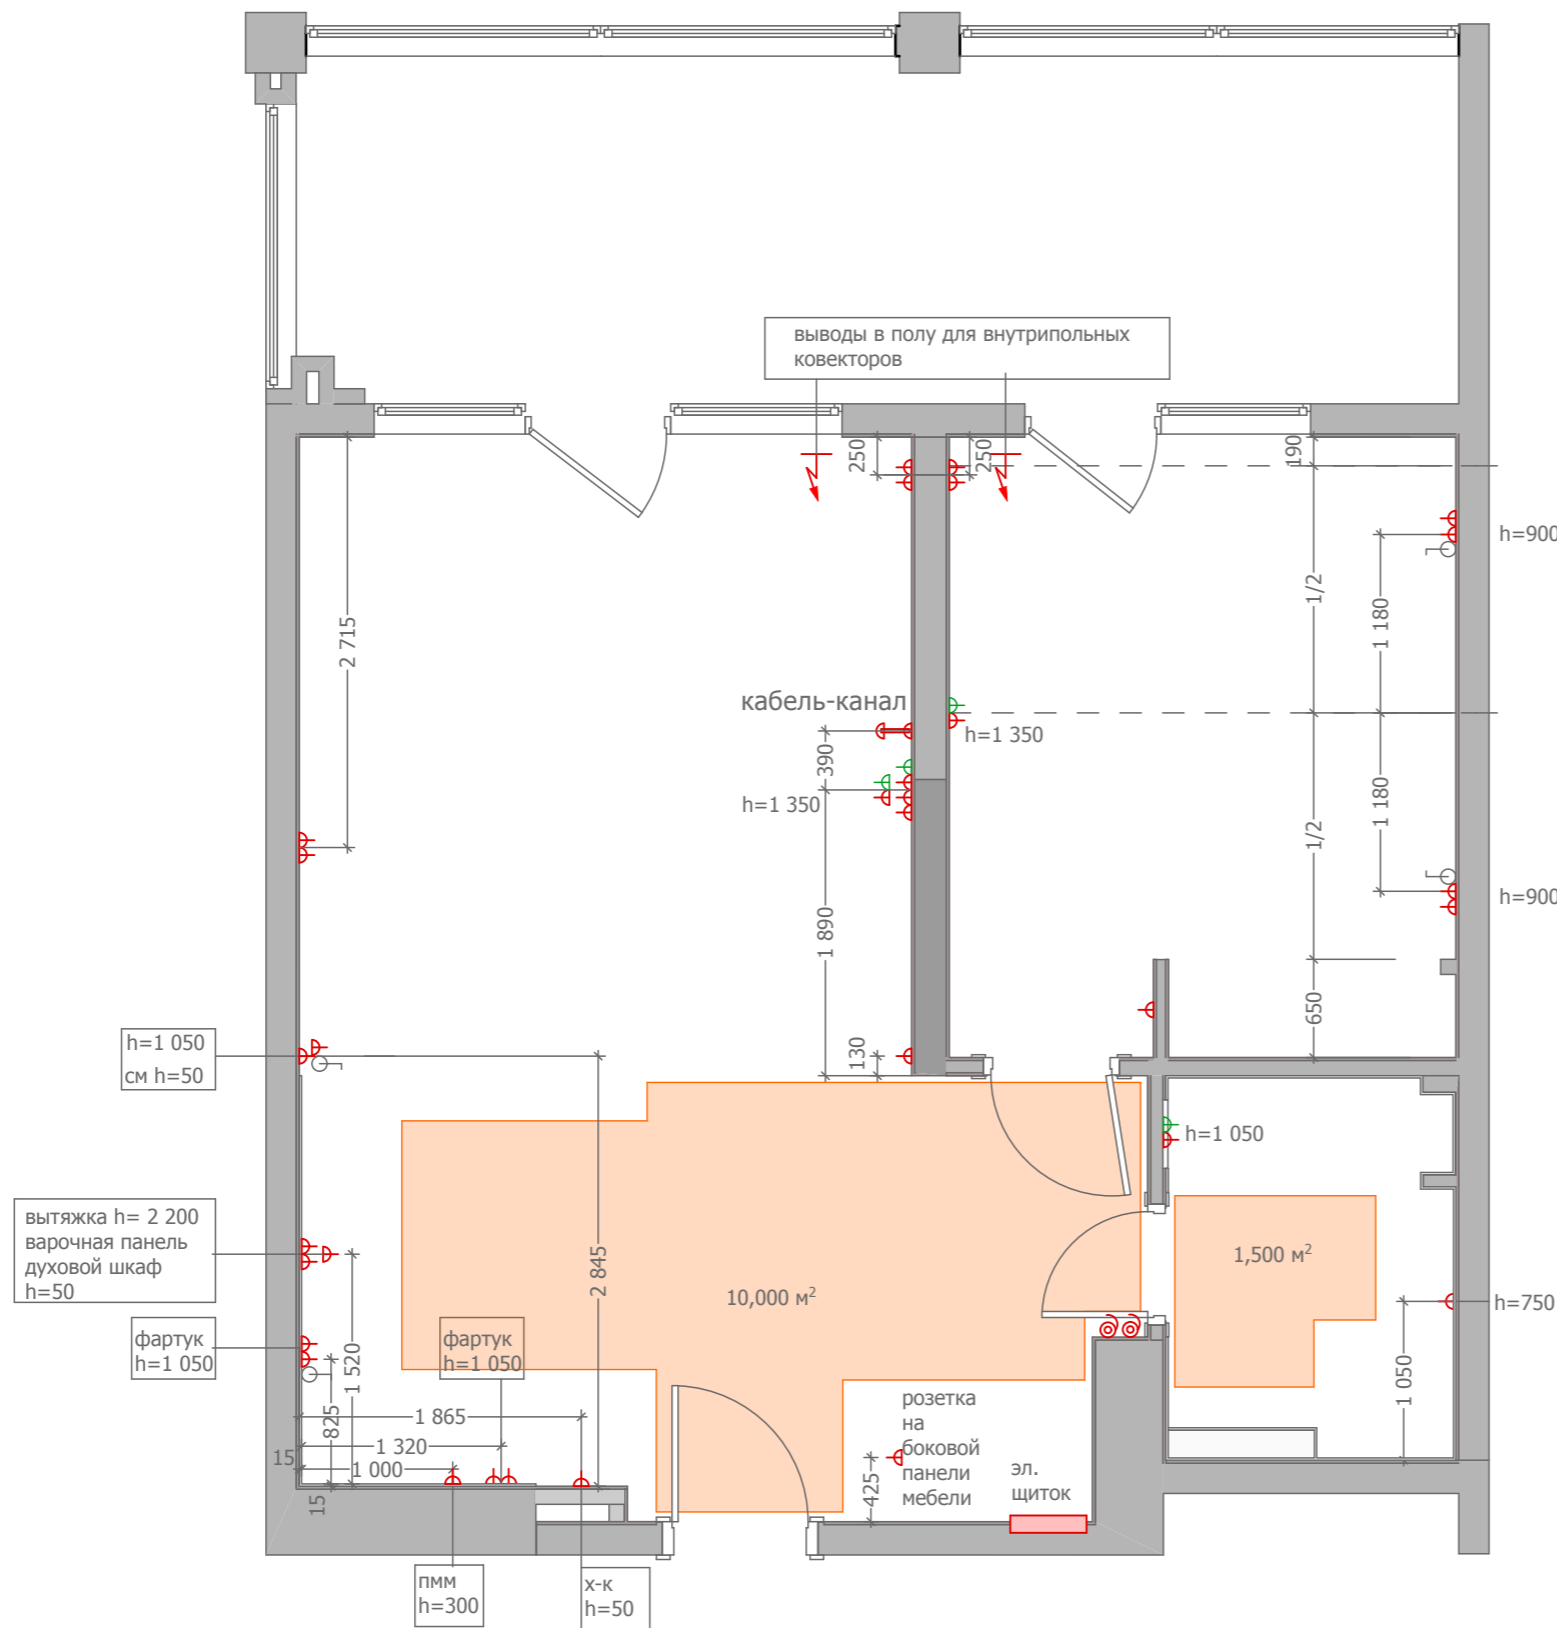 выводы в полу для внутрипольных
ковекторов
250
250
190
h=900
1/2
1 180
2 715
кабель-канал
h=1 350
390
h=1 350
1 180
1/2
h=900
1 890
650
130
h=1 050
см h=50
h=1 050
вытяжка h= 2 200
варочная панель
духовой шкаф
h=50
2 845
10,000 м²
1,500 м²
h=750
фартук
h=1 050
фартук
h=1 050
1 520
825
1 865
1 320
1 000
15
15
1 050
розетка
на
боковой
панели
мебели
425
эл.
щиток
пмм
h=300
х-к
h=50